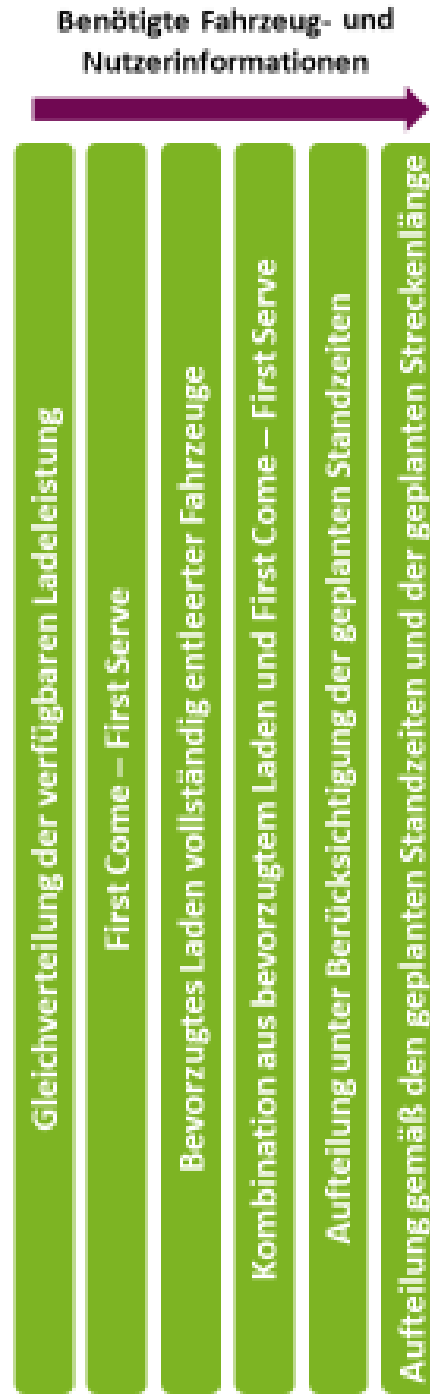 Benötigte Fahrzeug- und
Nutzerinformationen
Gleichverteilung der verfügbaren Ladeleistung
First Come – First Serve
Bevorzugtes Laden vollständig entleerter Fahrzeuge
Kombination aus bevorzugtem Laden und First Come – First Serve
Aufteilung unter Berücksichtigung der geplanten Standzeiten
Aufteilung gemäß den geplanten Standzeiten und der geplanten Streckenlänge